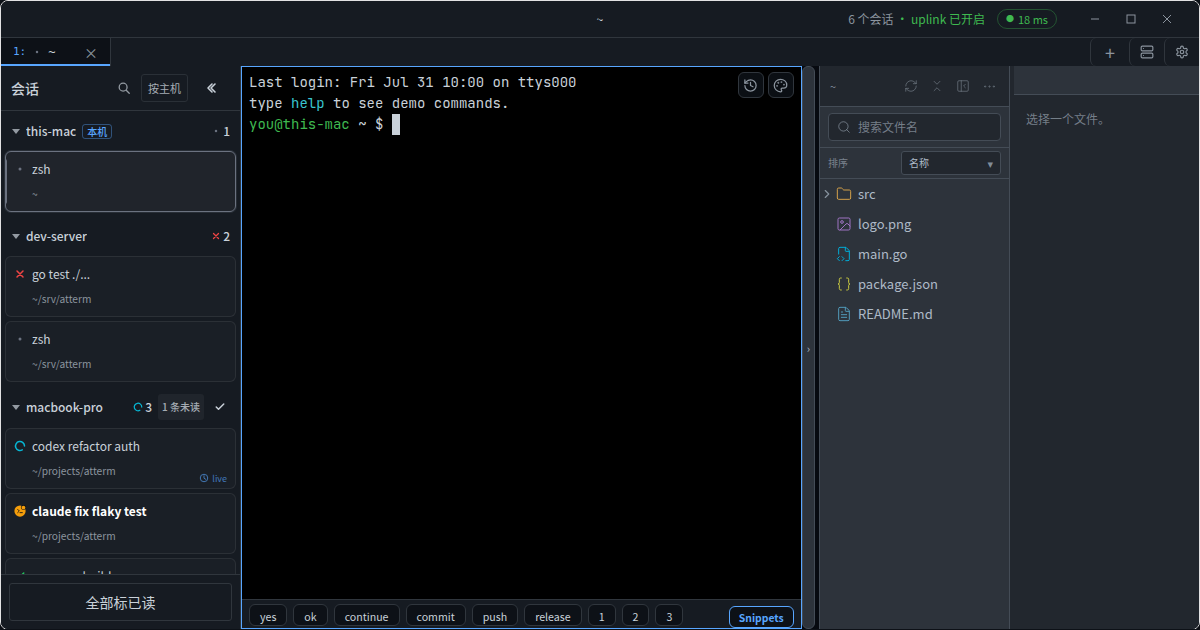 ~
6 个会话 • uplink 已开启 18 ms
1: · ~
会话 按主机
this-mac 本机 · 1
zsh
~
dev-server 2
go test ./...
~/srv/atterm
zsh
~/srv/atterm
macbook-pro 3 1 条未读
codex refactor auth
~/projects/atterm
live
claude fix flaky test
~/projects/atterm
全部标已读
Last login: Fri Jul 31 10:00 on ttys000
type help to see demo commands.
you@this-mac ~ $
yes ok continue commit push release 1 2 3 Snippets
~
搜索文件名
排序 名称
src
logo.png
main.go
package.json
README.md
选择一个文件。